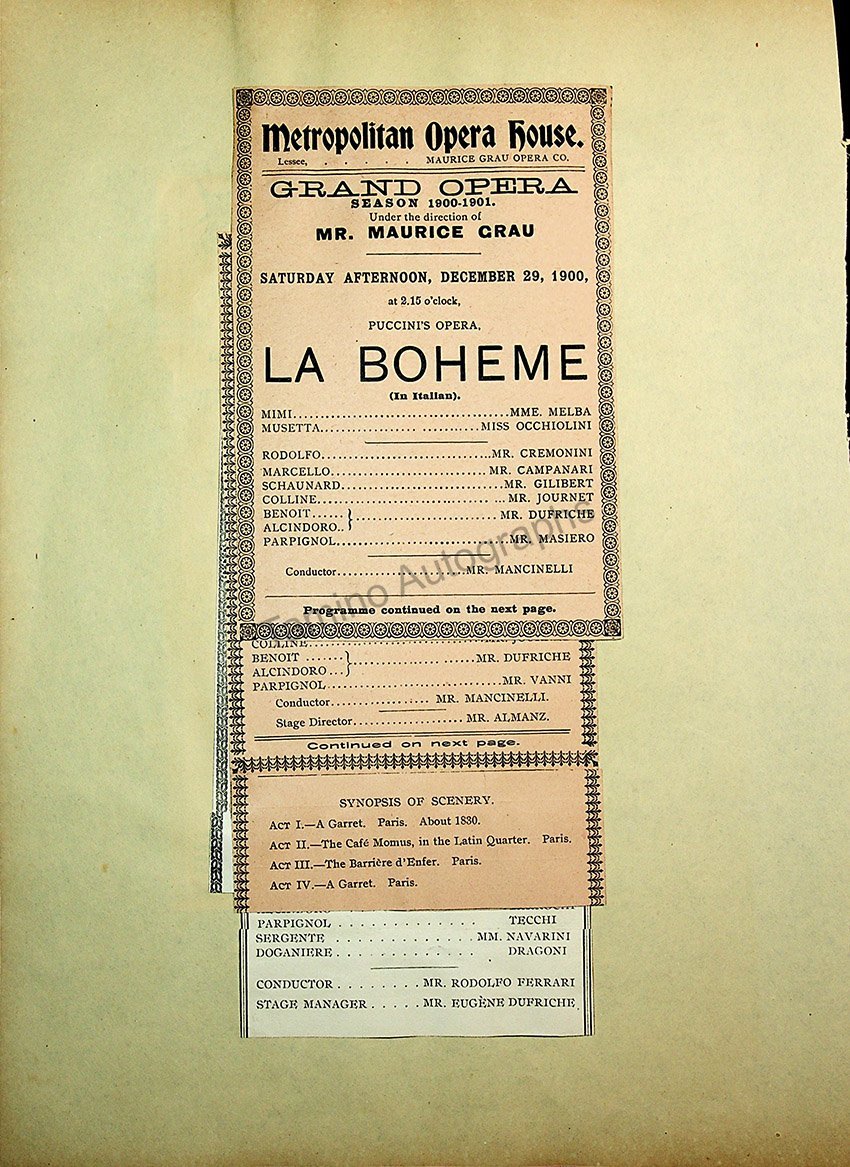 Metropolitan Opera House.
Lessee, . . . . . MAURICE GRAU OPERA CO.
GRAND OPERA
SEASON 1900-1901.
Under the direction of
MR. MAURICE GRAU
SATURDAY AFTERNOON, DECEMBER 29, 1900,
at 2.15 o'clock,
PUCCINI'S OPERA,
LA BOHEME
(In Italian).
MIMI........................................MME. MELBA
MUSETTA.............................MISS OCCHIOLINI
RODOLFO................................MR. CREMONINI
MARCELLO.............................MR. CAMPANARI
SCHAUNARD..............................MR. GILIBERT
COLLINE..................................MR. JOURNET
BENOIT......
ALCINDORO.. } ..........................MR. DUFRICHE
PARPIGNOL................................MR. MASIERO
Conductor........................MR. MANCINELLI
Programme continued on the next page.
Tamino Autographs
COLLINE
BENOIT .......
ALCINDORO... } .......................MR. DUFRICHE
PARPIGNOL................................MR. VANNI
Conductor................ MR. MANCINELLI.
Stage Director................... MR. ALMANZ.
Continued on next page.
SYNOPSIS OF SCENERY.
ACT I.—A Garret. Paris. About 1830.
ACT II.—The Café Momus, in the Latin Quarter. Paris.
ACT III.—The Barrière d'Enfer. Paris.
ACT IV.—A Garret. Paris.
PARPIGNOL . . . . . . . . . . . . TECCHI
SERGENTE . . . . . . . . . . . MM. NAVARINI
DOGANIERE . . . . . . . . . . . . DRAGONI
CONDUCTOR . . . . . . . . MR. RODOLFO FERRARI
STAGE MANAGER . . . . . MR. EUGÈNE DUFRICHE